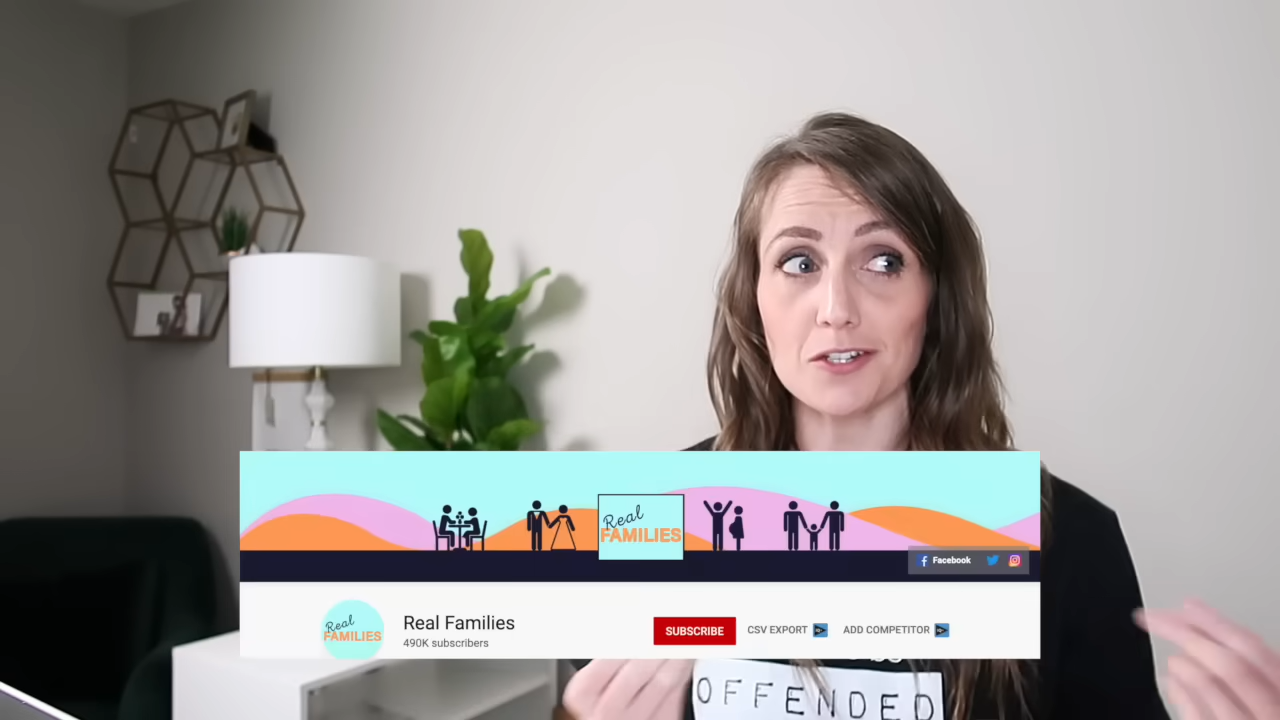 Real
FAMILIES
Facebook
Real
FAMILIES
Real Families
490K subscribers
SUBSCRIBE
CSV EXPORT
ADD COMPETITOR
OFFENDED